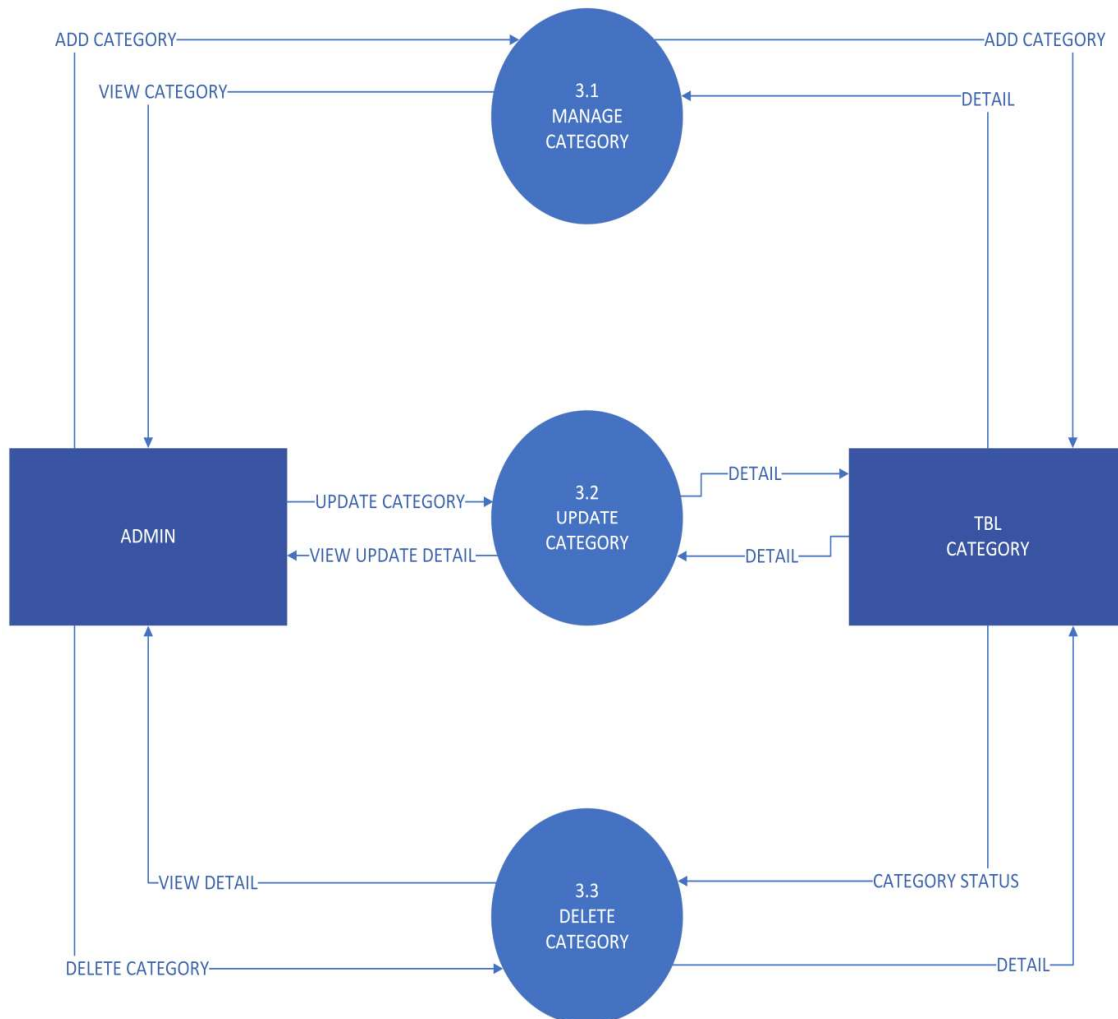 ADD CATEGORY
ADD CATEGORY
VIEW CATEGORY
DETAIL
3.1
MANAGE
CATEGORY
UPDATE CATEGORY
VIEW UPDATE DETAIL
ADMIN
3.2
UPDATE
CATEGORY
DETAIL
DETAIL
TBL
CATEGORY
VIEW DETAIL
CATEGORY STATUS
3.3
DELETE
CATEGORY
DELETE CATEGORY
DETAIL